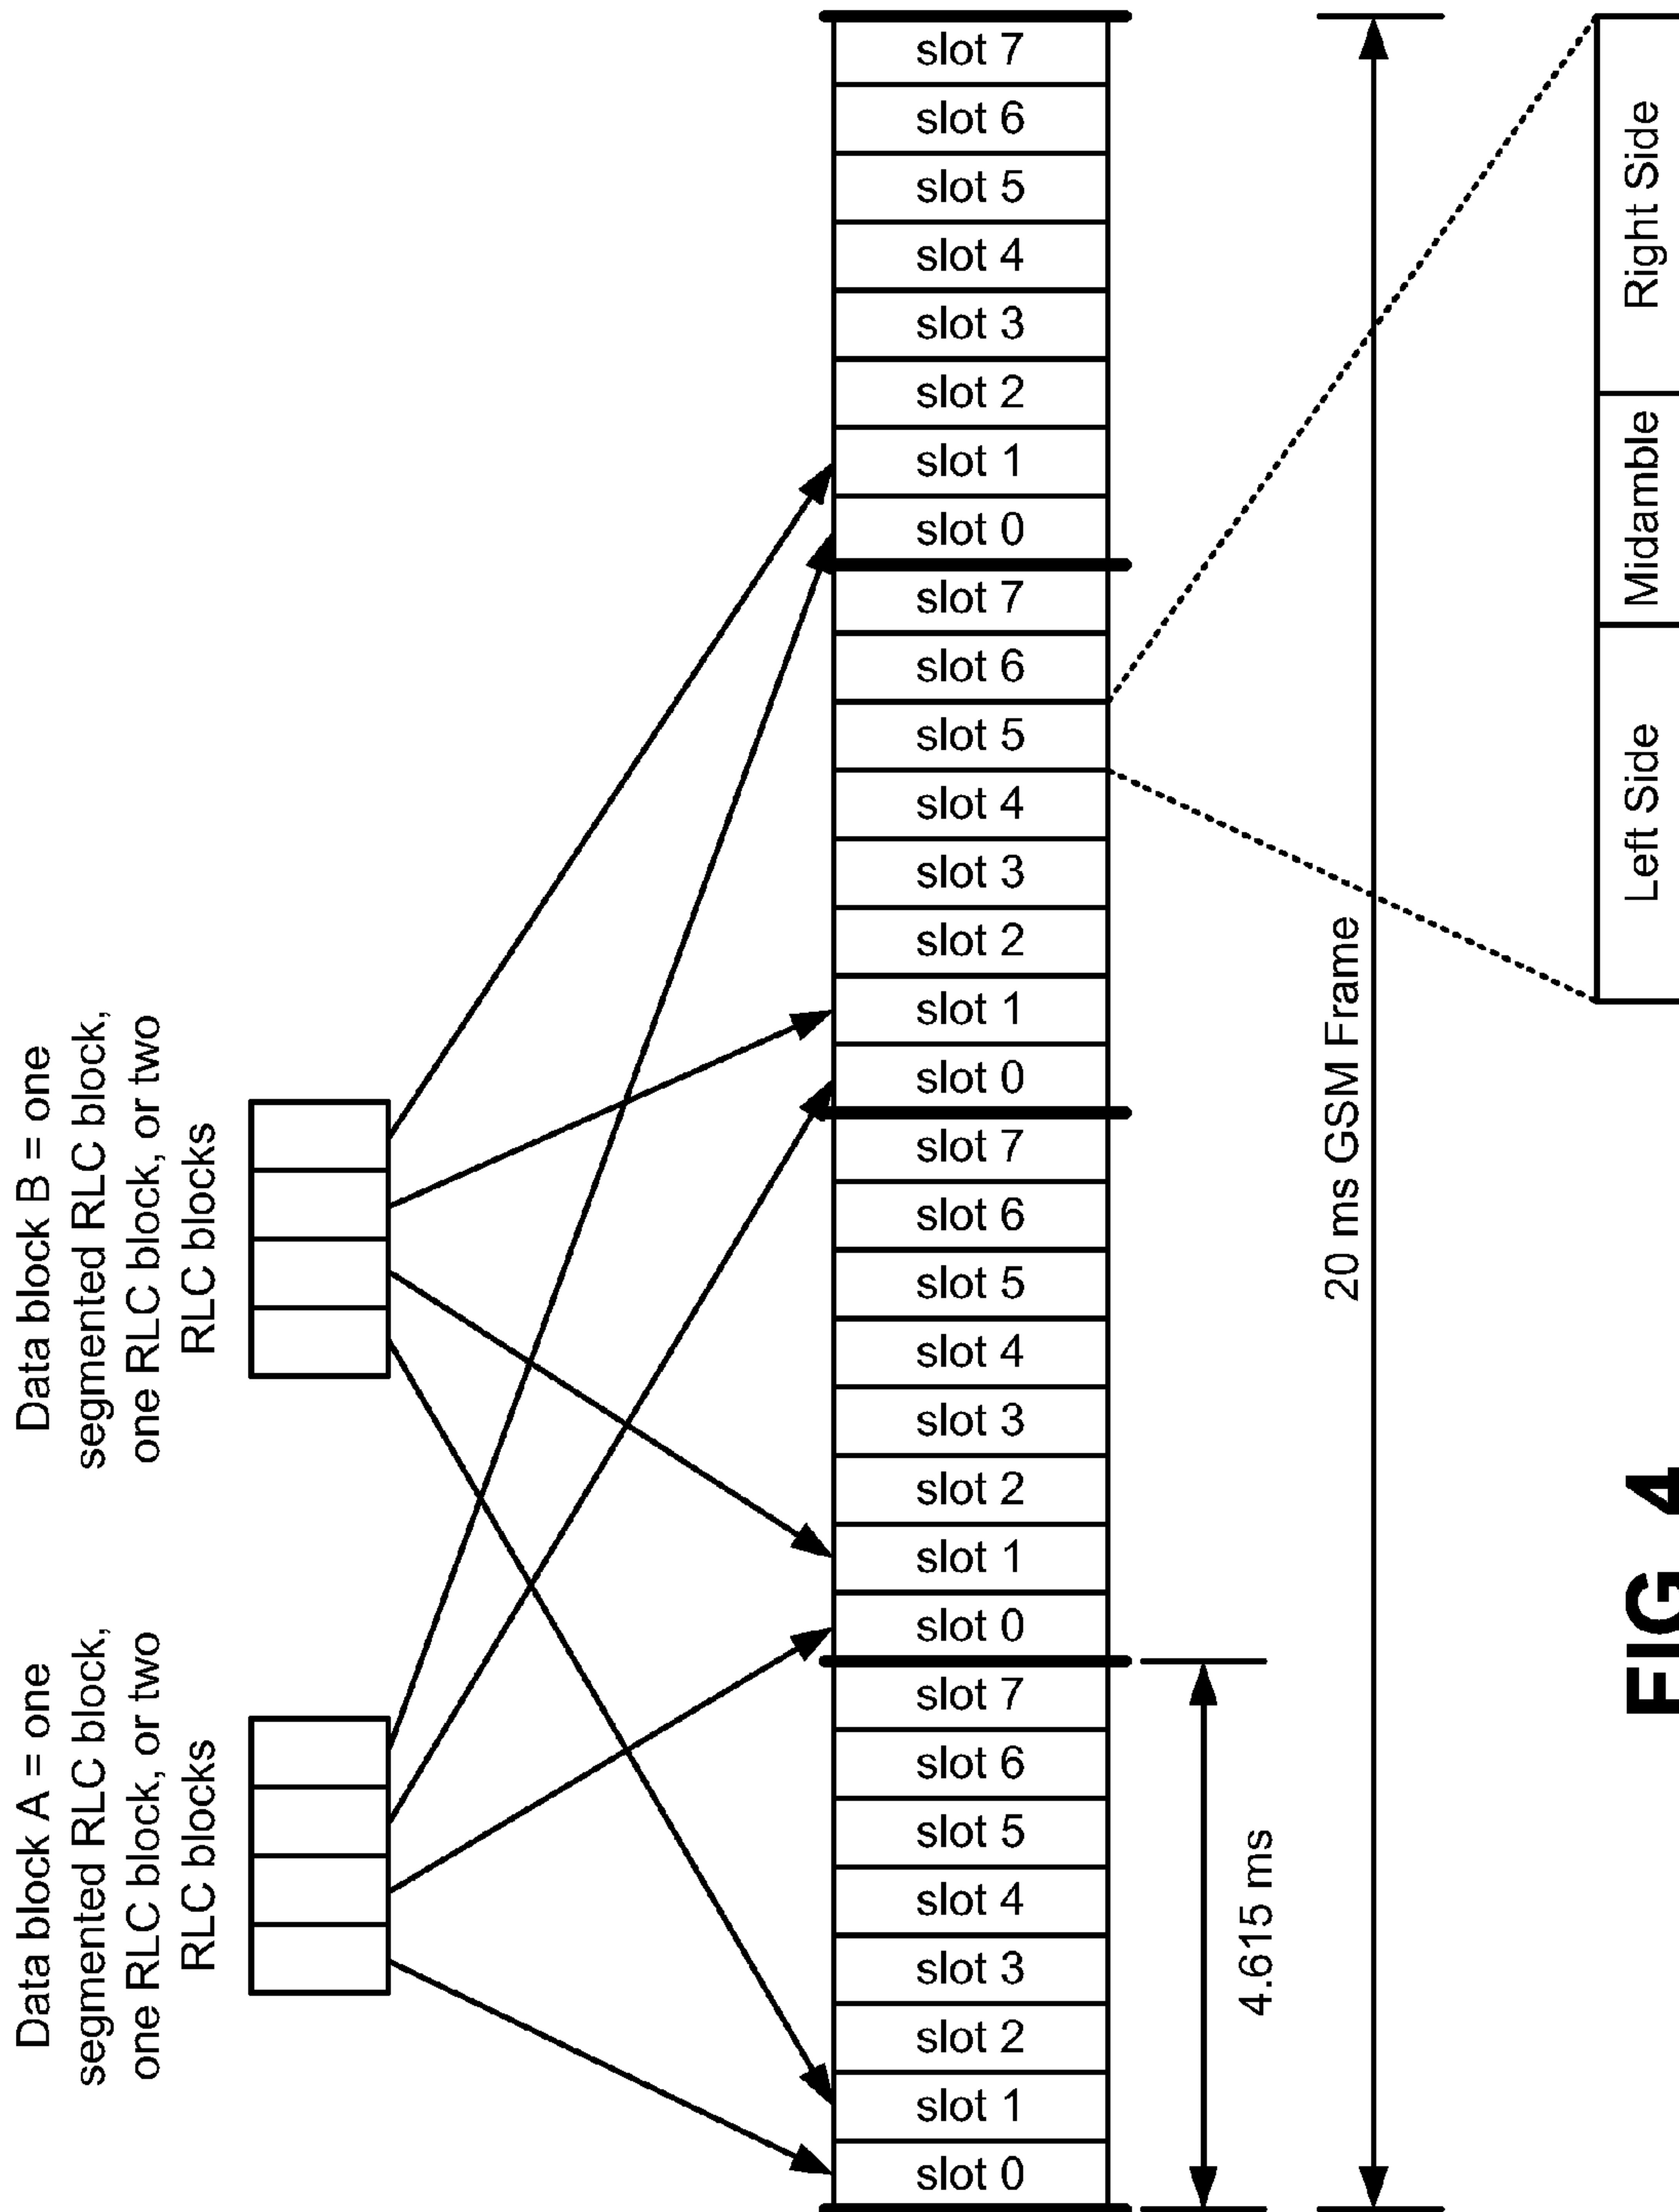 Data block A = one
segmented RLC block,
one RLC block, or two
RLC blocks
Data block B = one
segmented RLC block,
one RLC block, or two
RLC blocks
slot 0
slot 1
slot 2
slot 3
slot 4
slot 5
slot 6
slot 7
slot 0
slot 1
slot 2
slot 3
slot 4
slot 5
slot 6
slot 7
slot 0
slot 1
slot 2
slot 3
slot 4
slot 5
slot 6
slot 7
slot 0
slot 1
slot 2
slot 3
slot 4
slot 5
slot 6
slot 7
4.615 ms
20 ms GSM Frame
Left Side
Midamble
Right Side
FIG 4